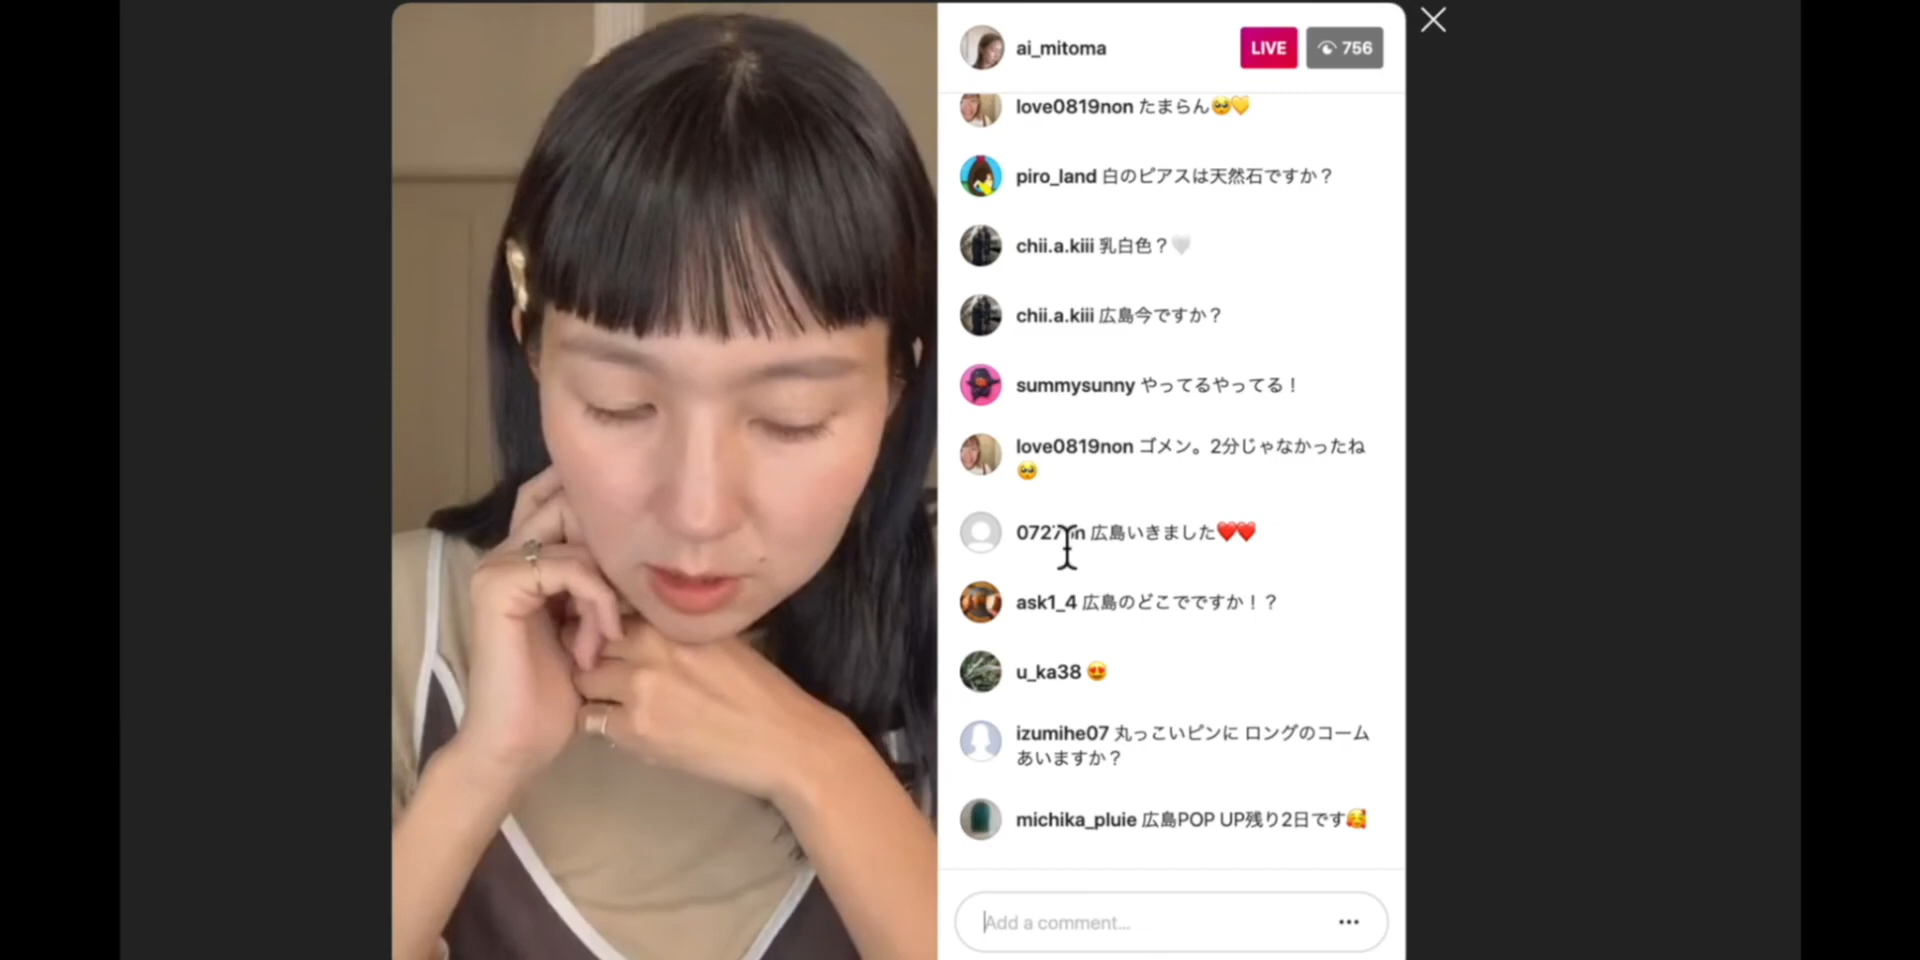 ai_mitoma
LIVE
756
love0819non たまらん🥺💛
piro_land 白のピアスは天然石ですか？
chii.a.kiii 乳白色？🤍
chii.a.kiii 広島今ですか？
summysunny やってるやってる！
love0819non ゴメン。2分じゃなかったね
🥺
広島いきました❤️❤️
ask1_4 広島のどこでですか！？
u_ka38 😍
izumihe07 丸っこいピンに ロングのコーム
あいますか？
michika_pluie 広島POP UP残り2日です🥰
Add a comment...